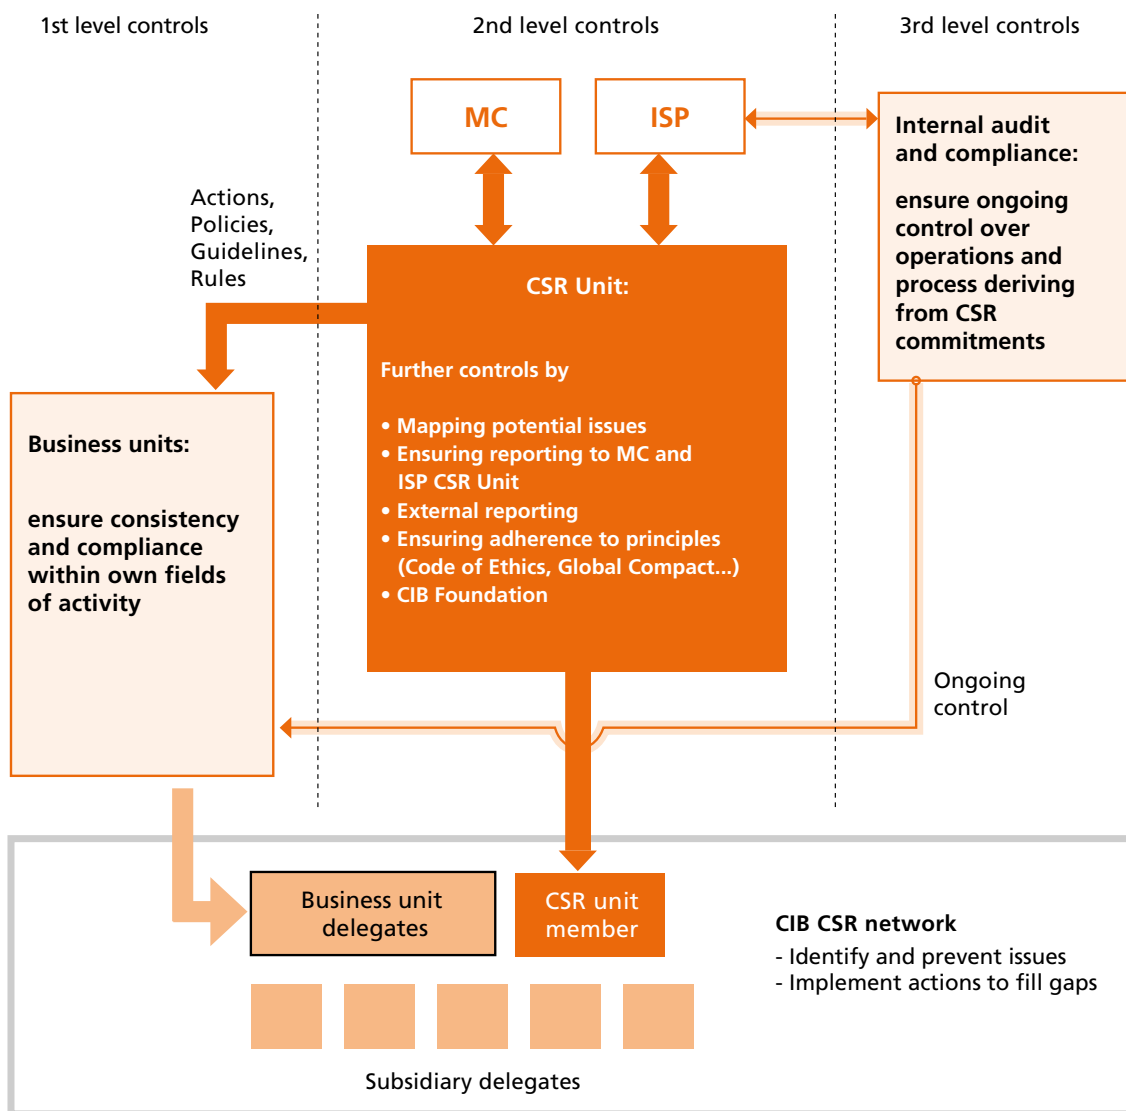 1st level controls
2nd level controls
3rd level controls
MC
ISP
Internal audit
and compliance:
ensure ongoing
control over
operations and
process deriving
from CSR
commitments
Actions,
Policies,
Guidelines,
Rules
CSR Unit:
Further controls by
• Mapping potential issues
• Ensuring reporting to MC and
ISP CSR Unit
• External reporting
• Ensuring adherence to principles
(Code of Ethics, Global Compact...)
• CIB Foundation
Business units:
ensure consistency
and compliance
within own fields
of activity
Ongoing
control
Business unit
delegates
CSR unit
member
CIB CSR network
- Identify and prevent issues
- Implement actions to fill gaps
Subsidiary delegates